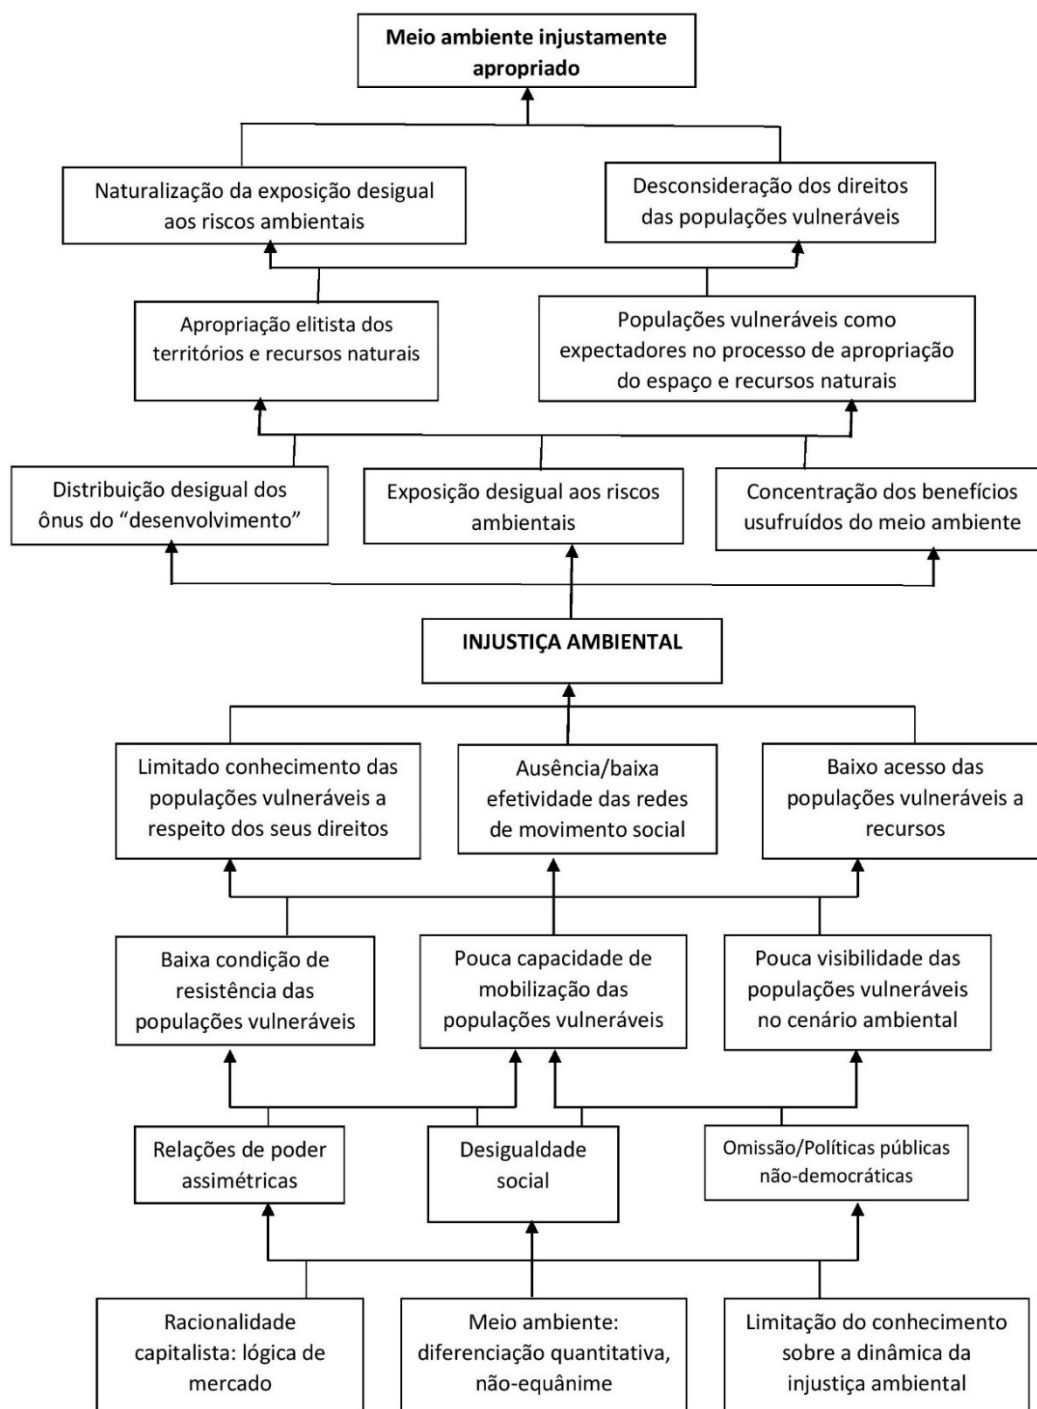 Meio ambiente injustamente
apropriado
Naturalização da exposição desigual
aos riscos ambientais
Desconsideração dos direitos
das populações vulneráveis
Apropriação elitista dos
territórios e recursos naturais
Populações vulneráveis como
expectadores no processo de apropriação
do espaço e recursos naturais
Distribuição desigual dos
ônus do “desenvolvimento”
Exposição desigual aos riscos
ambientais
Concentração dos benefícios
usufruídos do meio ambiente
INJUSTIÇA AMBIENTAL
Limitado conhecimento das
populações vulneráveis a
respeito dos seus direitos
Ausência/baixa
efetividade das redes
de movimento social
Baixo acesso das
populações vulneráveis a
recursos
Baixa condição de
resistência das
populações vulneráveis
Pouca capacidade de
mobilização das
populações vulneráveis
Pouca visibilidade das
populações vulneráveis
no cenário ambiental
Relações de poder
assimétricas
Desigualdade
social
Omissão/Políticas públicas
não-democráticas
Racionalidade
capitalista: lógica de
mercado
Meio ambiente:
diferenciação quantitativa,
não-equânime
Limitação do conhecimento
sobre a dinâmica da
injustiça ambiental